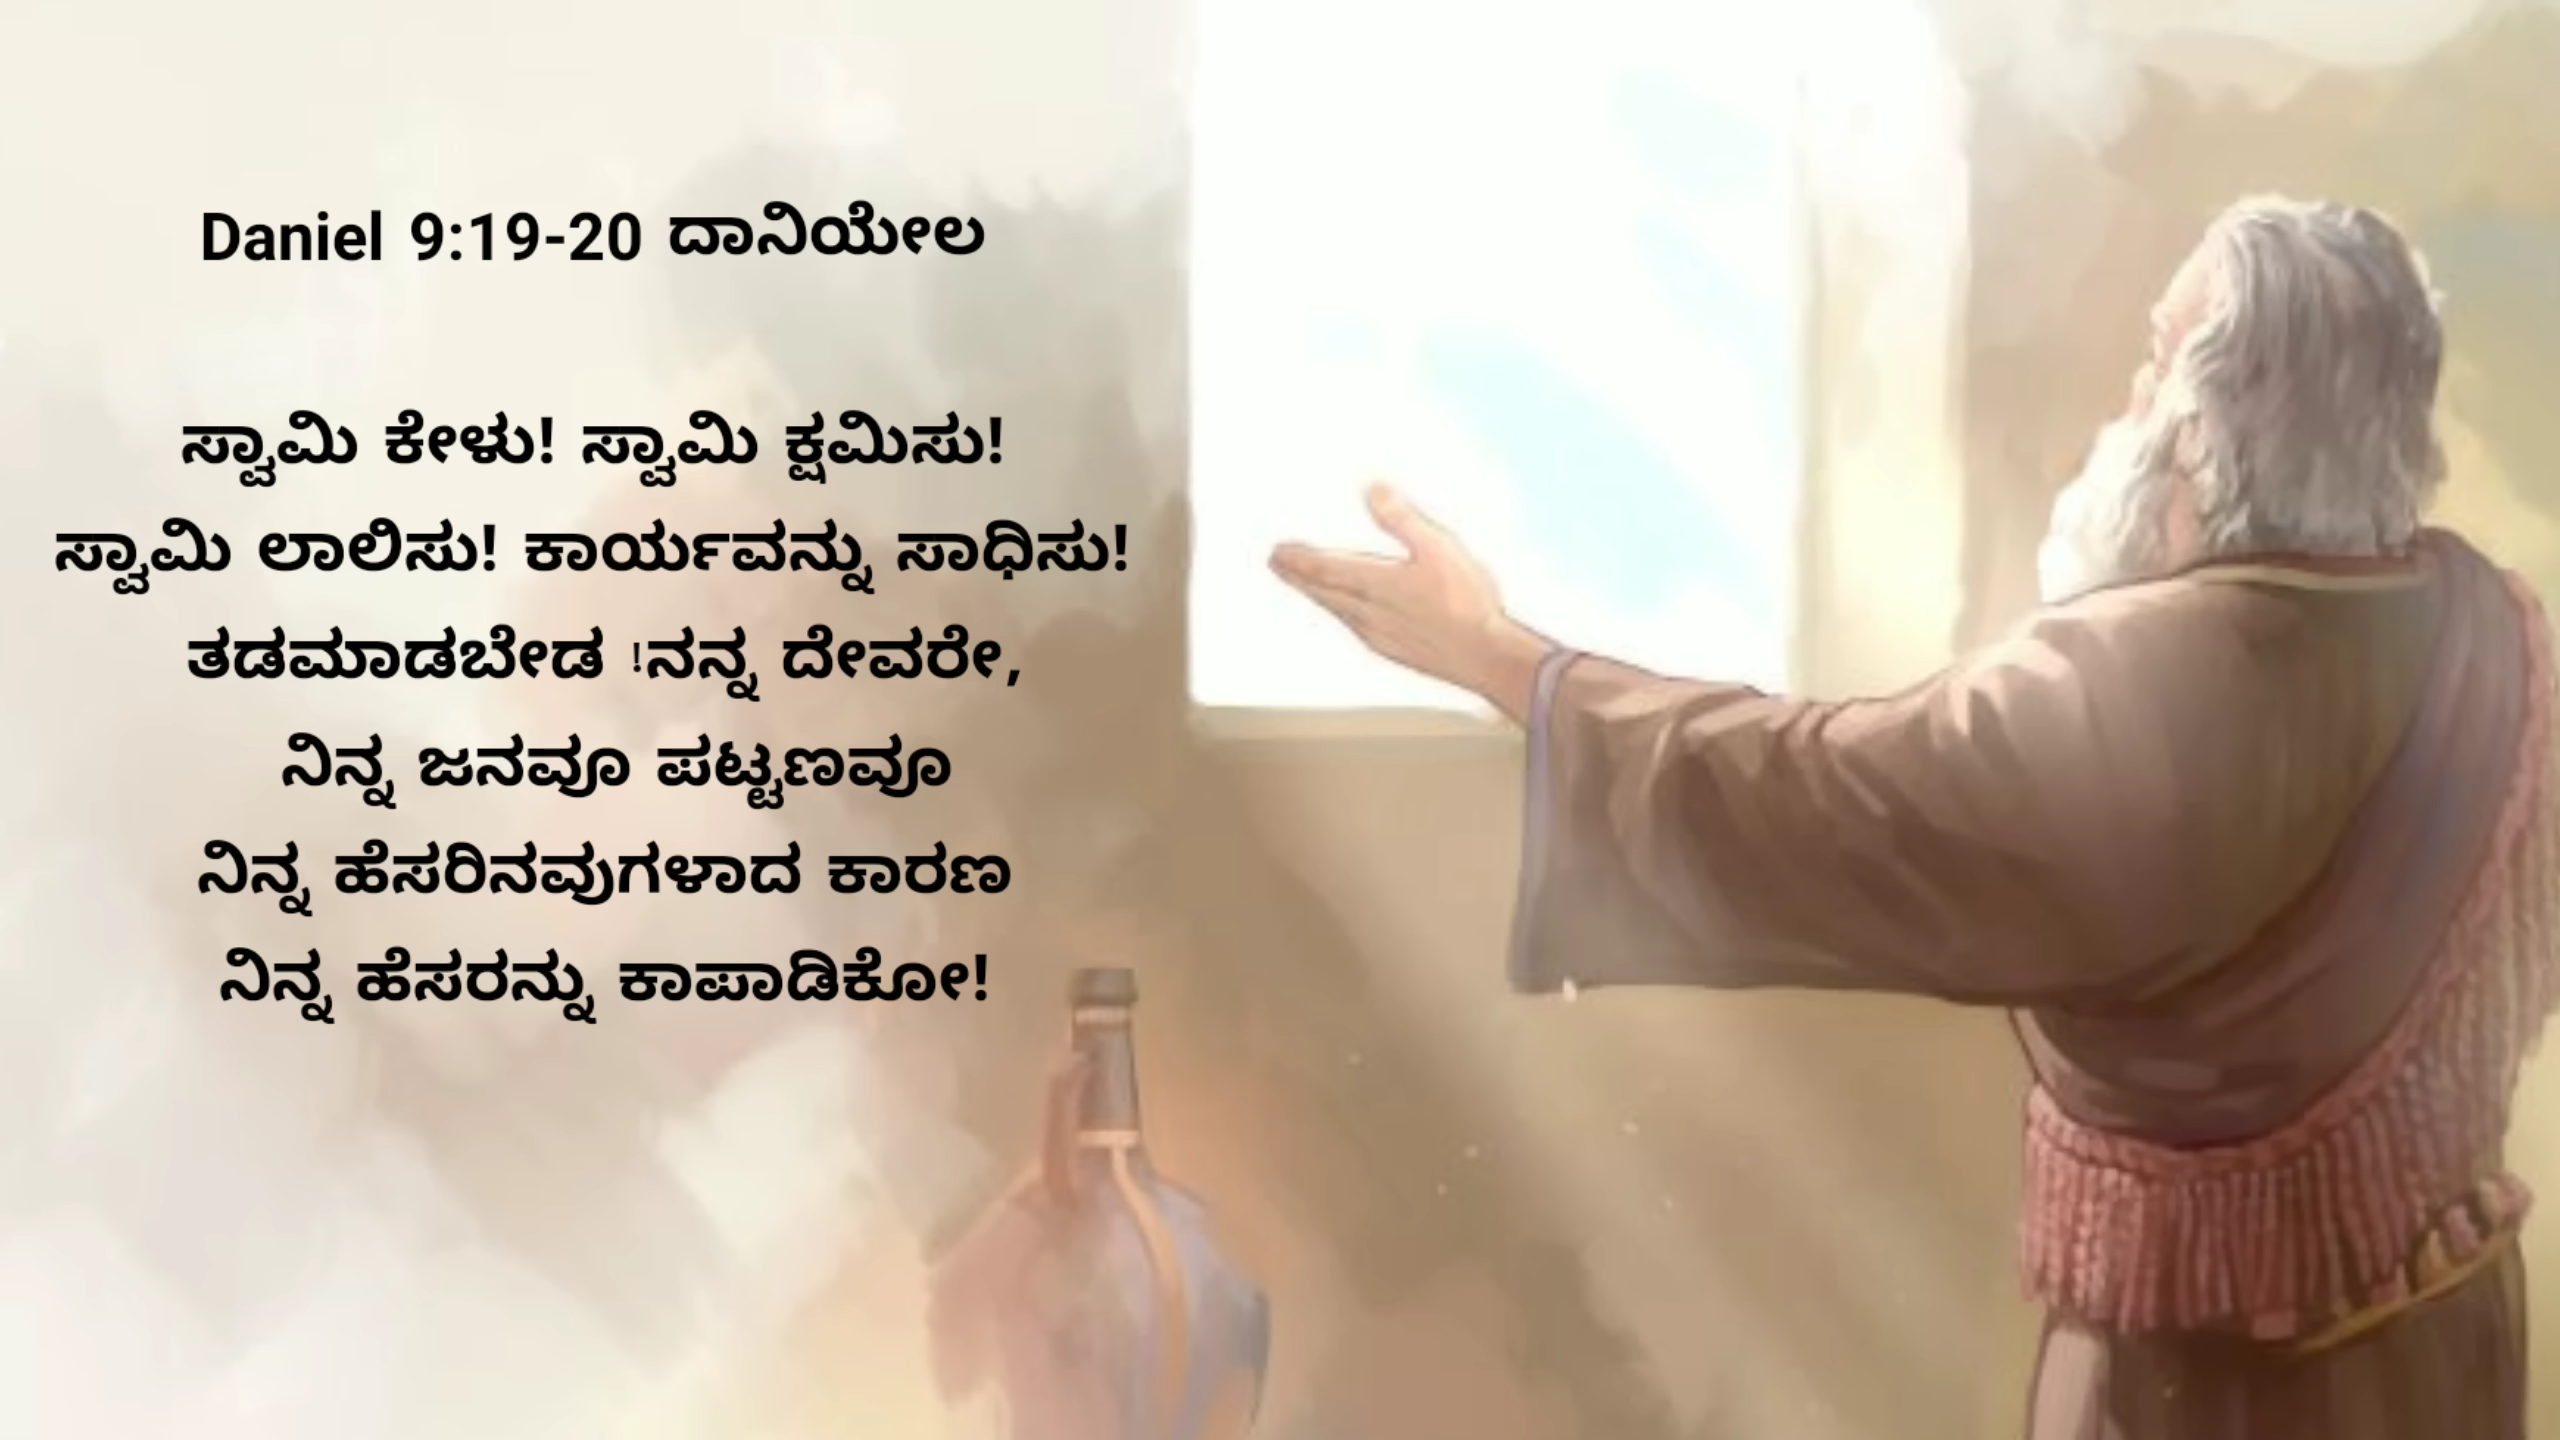 Daniel 9:19-20 ದಾನಿಯೇಲ
ಸ್ವಾಮಿ ಕೇಳು! ಸ್ವಾಮಿ ಕ್ಷಮಿಸು!
ಸ್ವಾಮಿ ಲಾಲಿಸು! ಕಾರ್ಯವನ್ನು ಸಾಧಿಸು!
ತಡಮಾಡಬೇಡ !ನನ್ನ ದೇವರೇ,
ನಿನ್ನ ಜನವೂ ಪಟ್ಟಣವೂ
ನಿನ್ನ ಹೆಸರಿನವುಗಳಾದ ಕಾರಣ
ನಿನ್ನ ಹೆಸರನ್ನು ಕಾಪಾಡಿಕೋ!